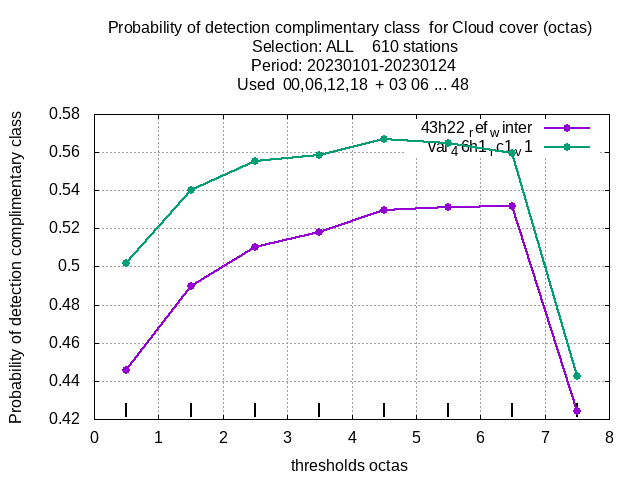 Probability of detection complimentary class for Cloud cover (octas)
Selection: ALL 610 stations
Period: 20230101-20230124
Used 00,06,12,18 + 03 06 ... 48
Probability of detection complimentary class
0.58
0.56
0.54
0.52
0.5
0.48
0.46
0.44
0.42
43h22refwinter
var46h1rc1v1
0 1 2 3 4 5 6 7 8
thresholds octas